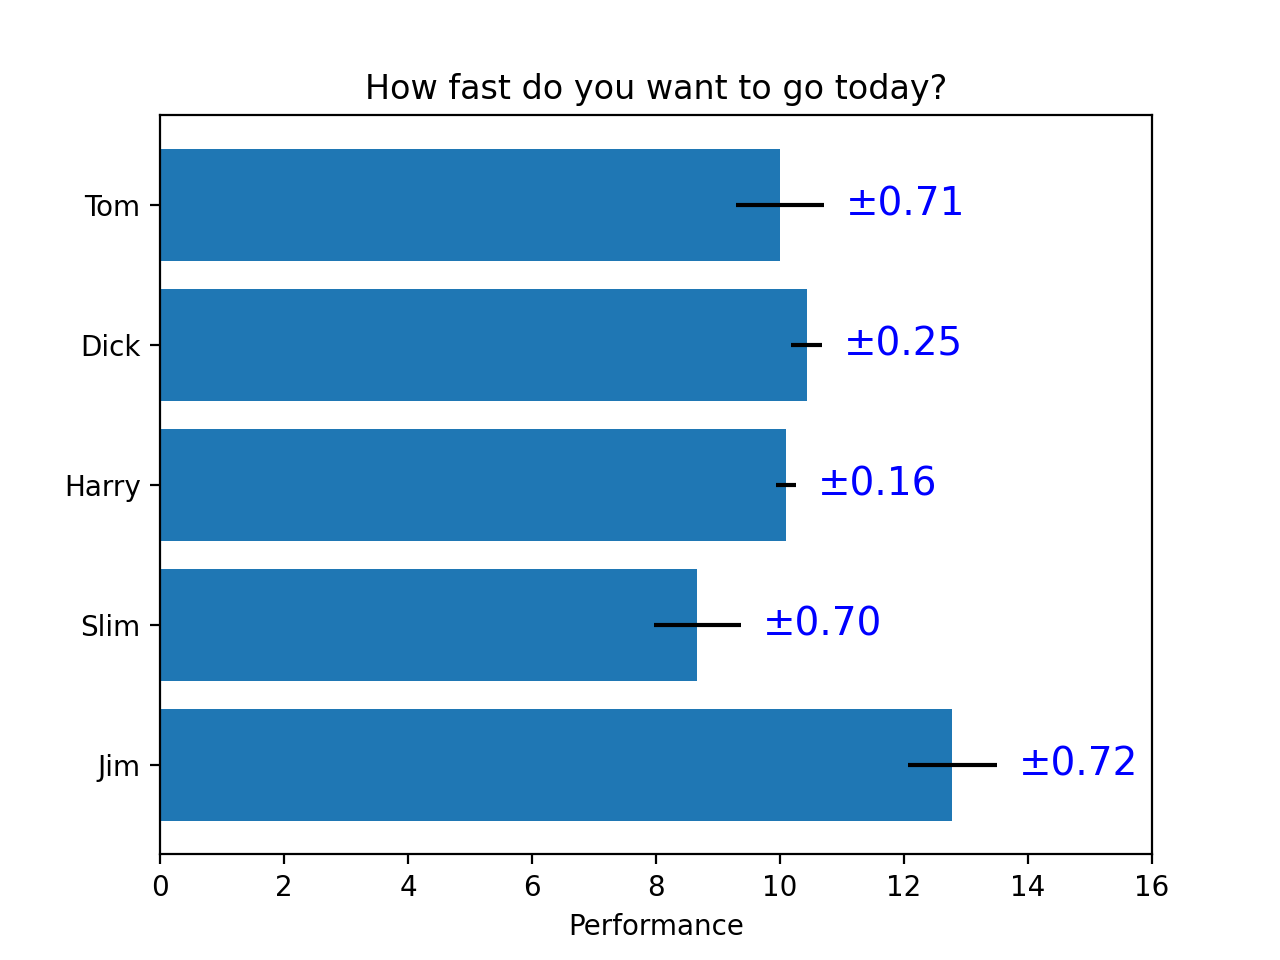 How fast do you want to go today?
Tom
±0.71
Dick
±0.25
Harry
±0.16
Slim
±0.70
Jim
±0.72
0 2 4 6 8 10 12 14 16
Performance